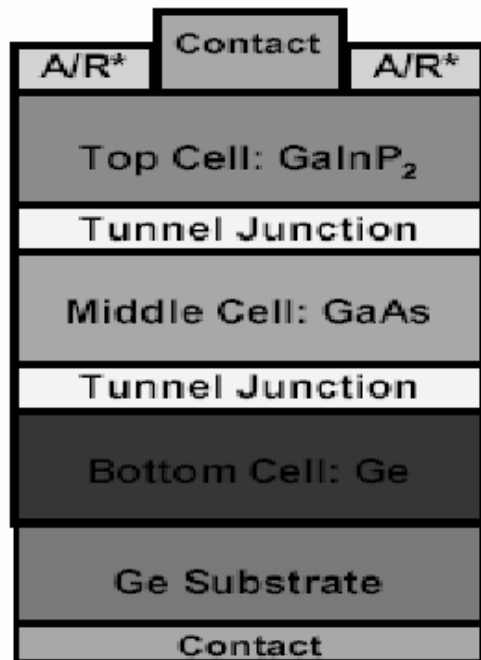 Contact
A/R* A/R*
Top Cell: GaInP₂
Tunnel Junction
Middle Cell: GaAs
Tunnel Junction
Bottom Cell: Ge
Ge Substrate
Contact